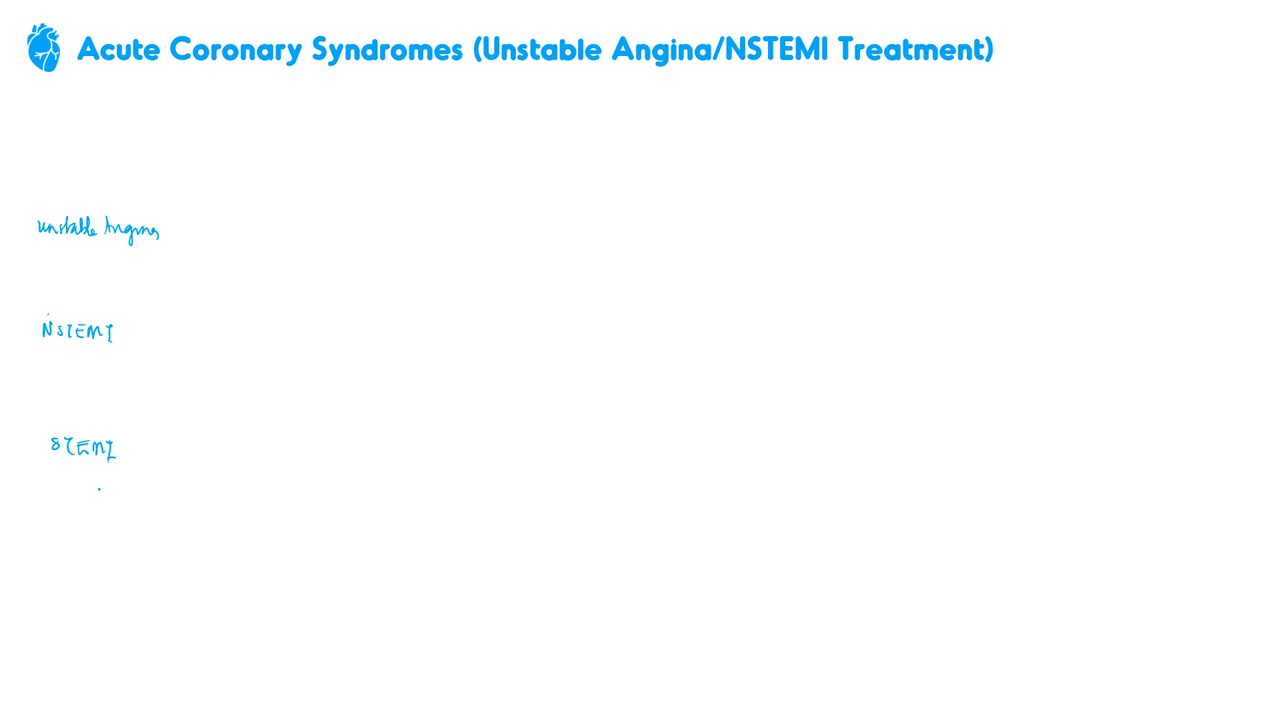 Acute Coronary Syndromes (Unstable Angina/NSTEMI Treatment)
unstable Angina
NSTEMI
STEMI